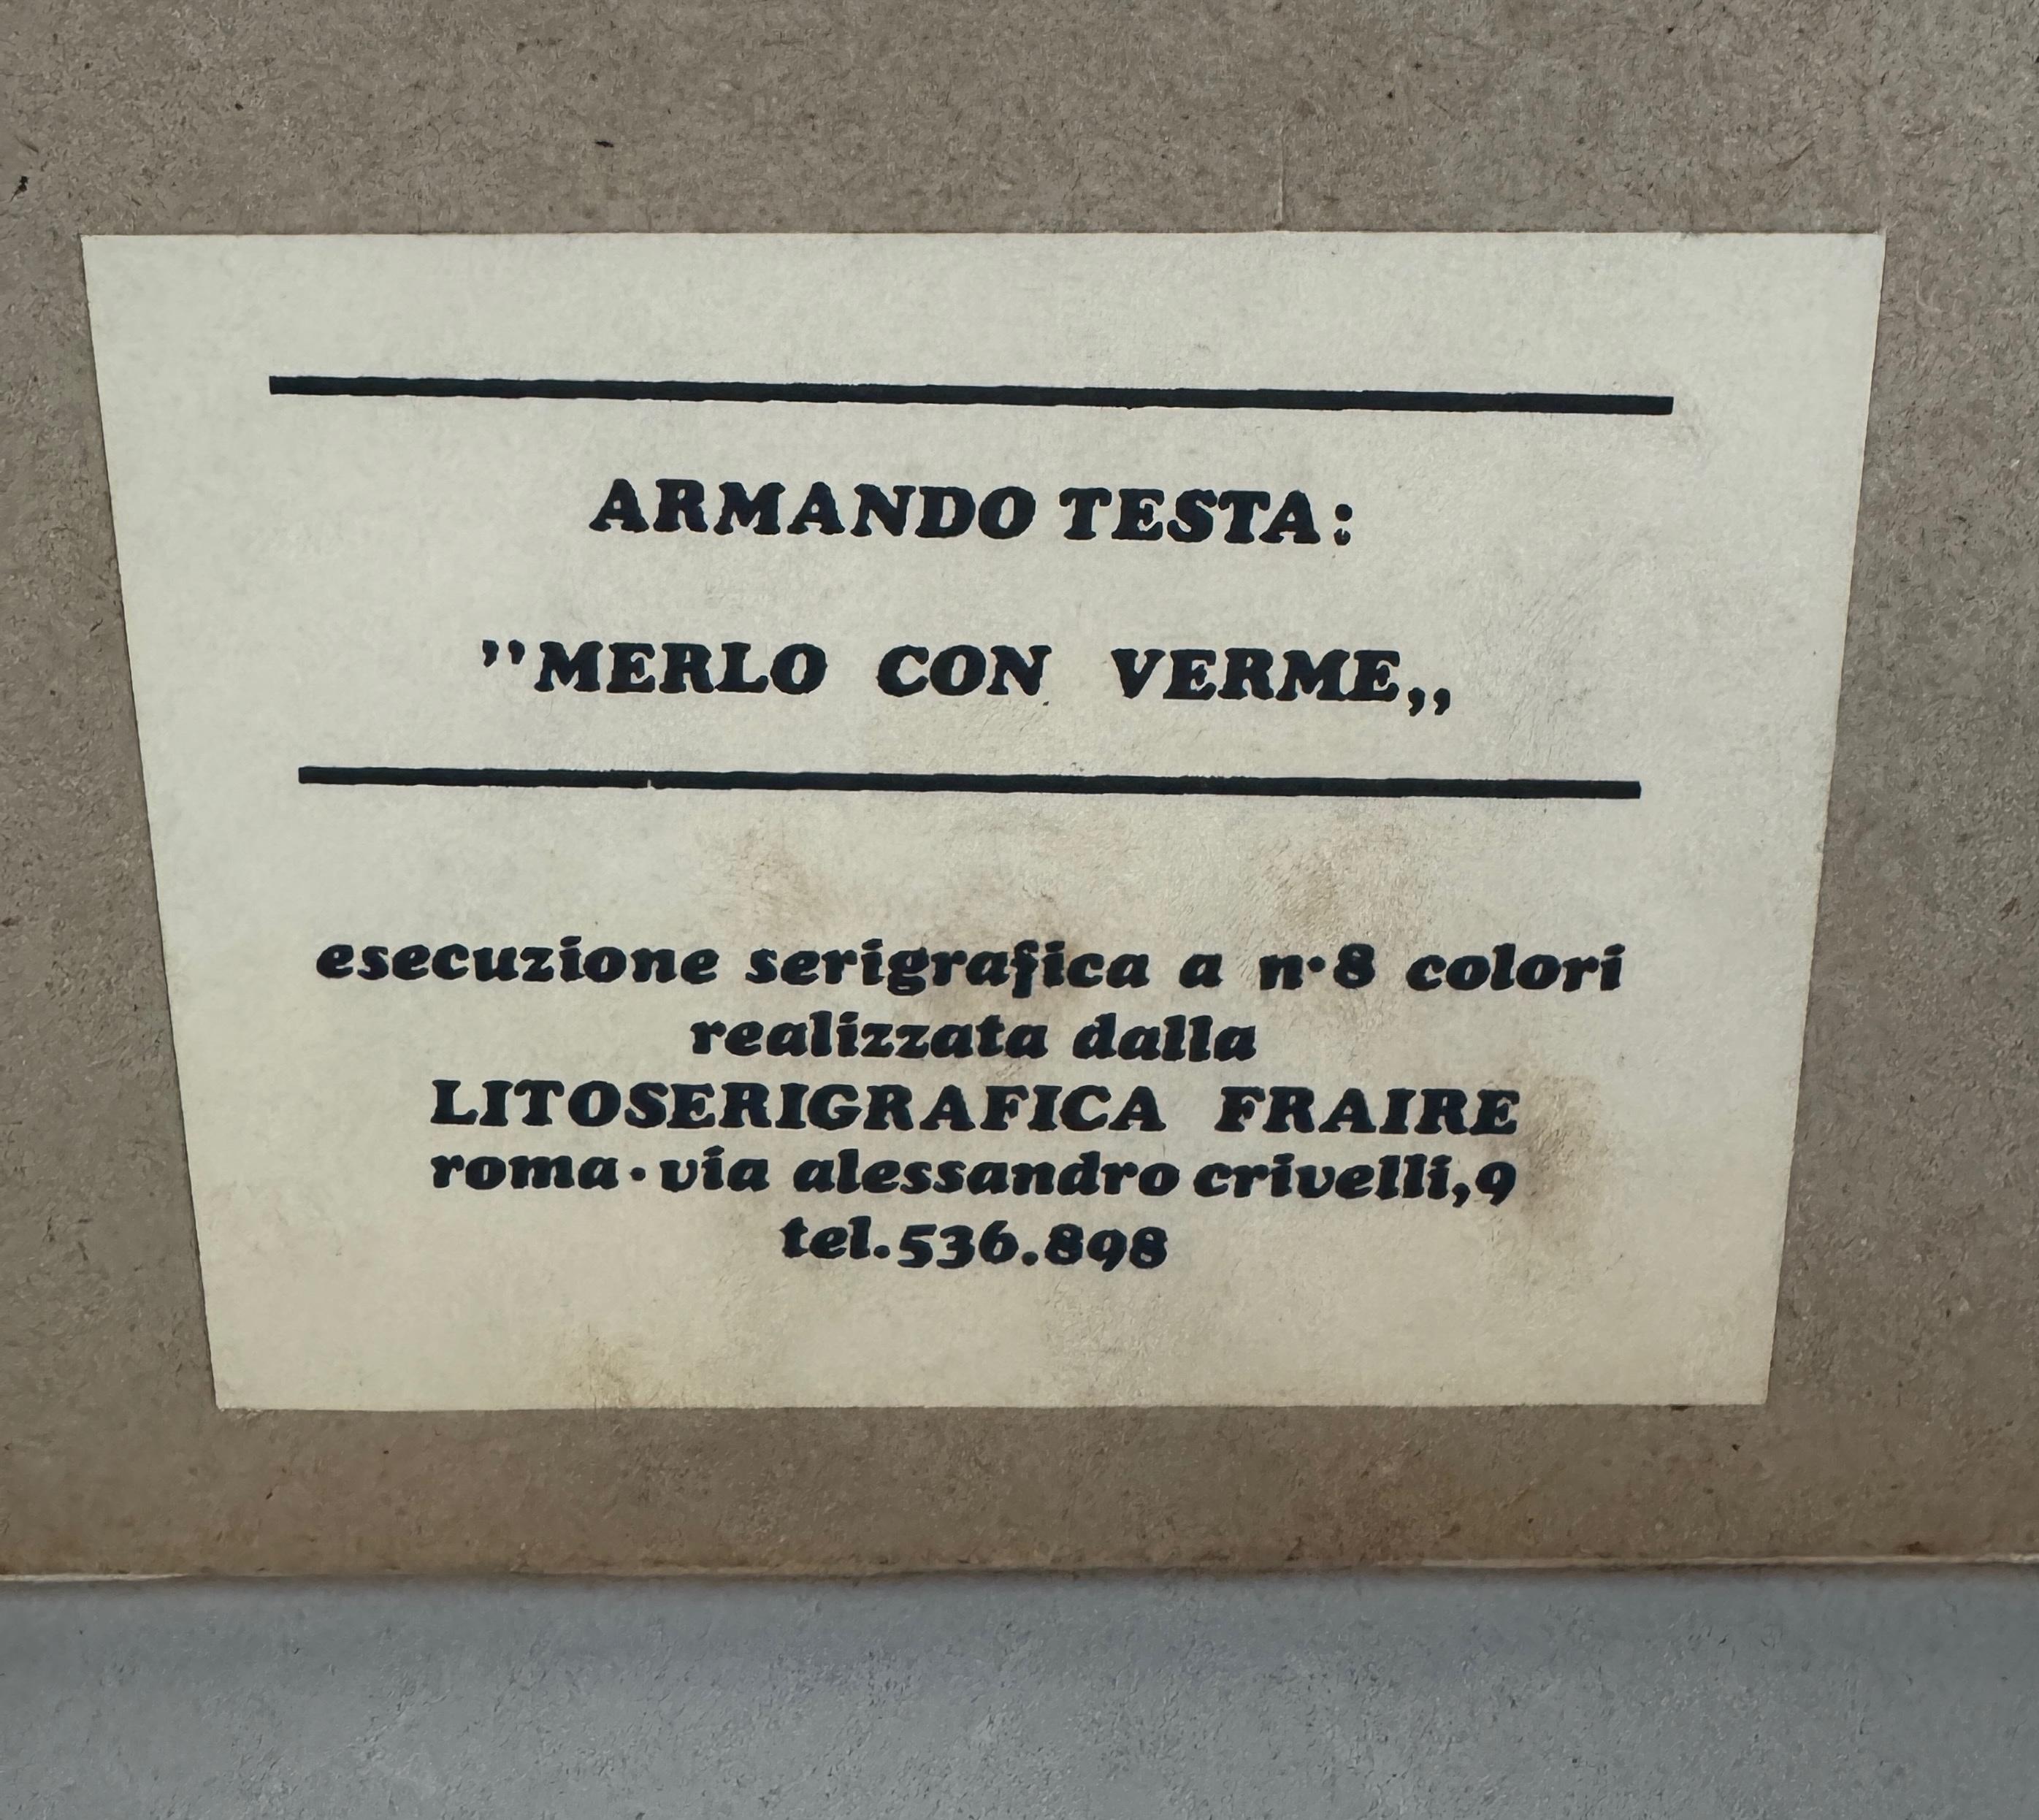 ARMANDO TESTA:
"MERLO CON VERME„
esecuzione serigrafica a n·8 colori
realizzata dalla
LITOSERIGRAFICA FRAIRE
roma·via alessandro crivelli,9
tel.536.898